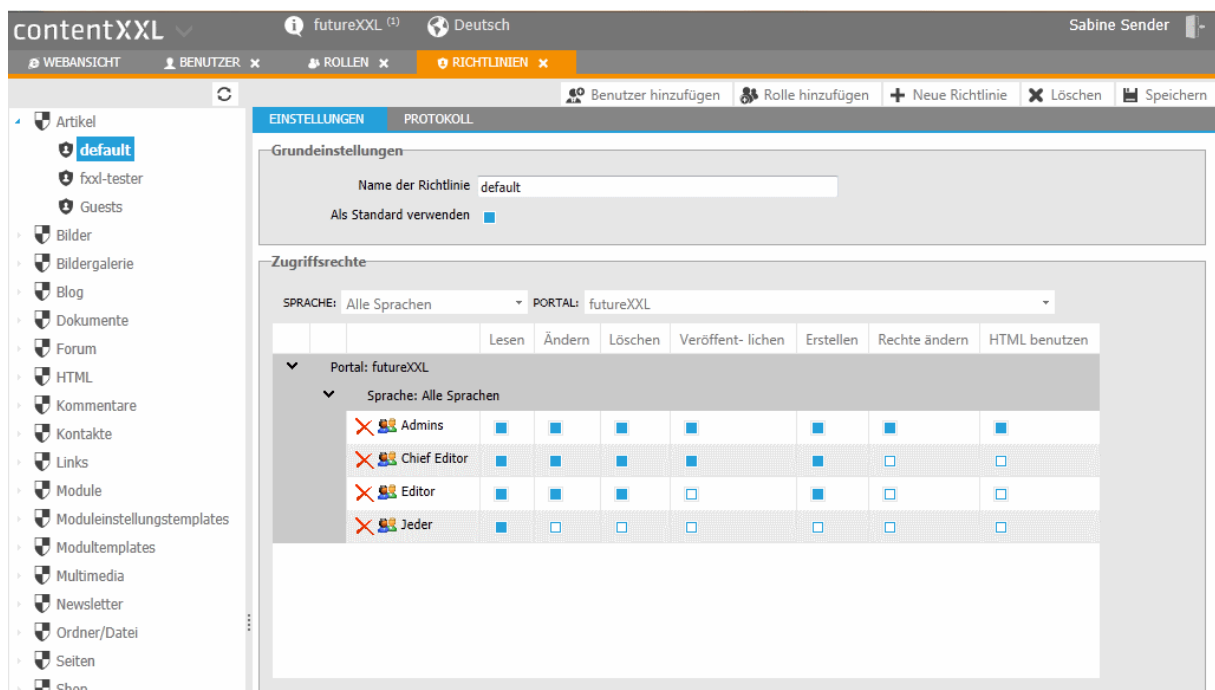 contentXXL
futureXXL (1)
Deutsch
Sabine Sender
WEBANSICHT
BENUTZER
ROLLEN
RICHTLINIEN
Benutzer hinzufügen
Rolle hinzufügen
Neue Richtlinie
Löschen
Speichern
Artikel
default
fxxl-tester
Guests
Bilder
Bildergalerie
Blog
Dokumente
Forum
HTML
Kommentare
Kontakte
Links
Module
Moduleinstellungstemplates
Modultemplates
Multimedia
Newsletter
Ordner/Datei
Seiten
Shop
EINSTELLUNGEN
PROTOKOLL
Grundeinstellungen
Name der Richtlinie default
Als Standard verwenden
Zugriffsrechte
SPRACHE: Alle Sprachen PORTAL: futureXXL
Lesen Ändern Löschen Veröffent- lichen Erstellen Rechte ändern HTML benutzen
Portal: futureXXL
Sprache: Alle Sprachen
Admins
Chief Editor
Editor
Jeder